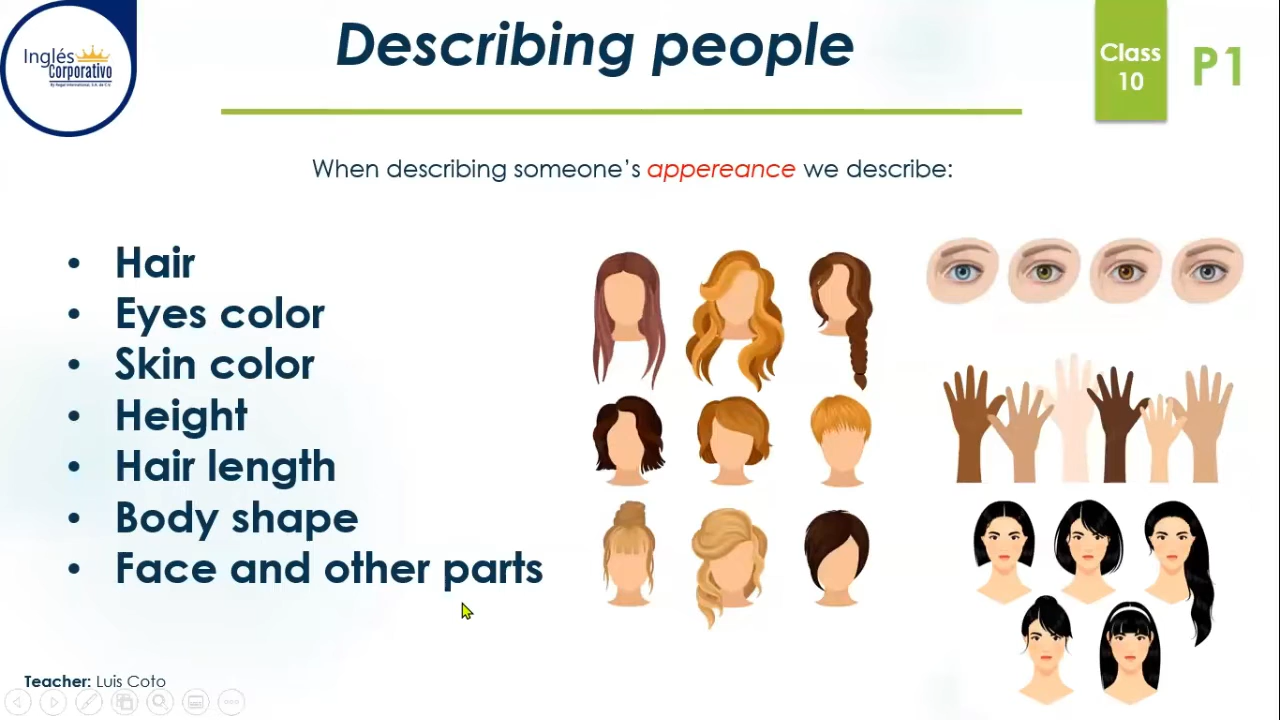 Inglés
Corporativo
Describing people
Class
10
P1
When describing someone's appereance we describe:
• Hair
• Eyes color
• Skin color
• Height
• Hair length
• Body shape
• Face and other parts
Teacher: Luis Coto